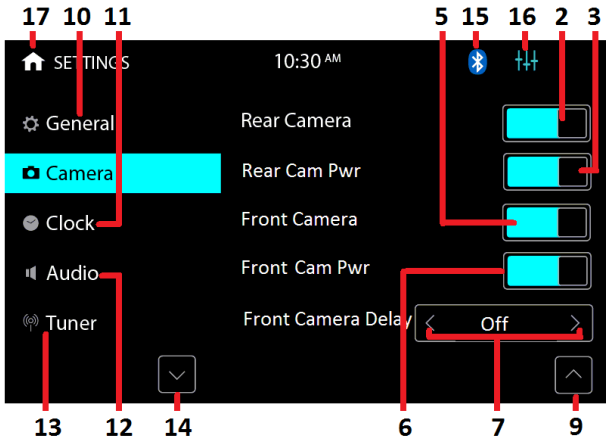 17 10 11 5 15 16 2 3
SETTINGS 10:30 AM
General Rear Camera
Camera Rear Cam Pwr
Clock Front Camera
Audio Front Cam Pwr
Tuner Front Camera Delay < Off >
13 12 14 6 7 9